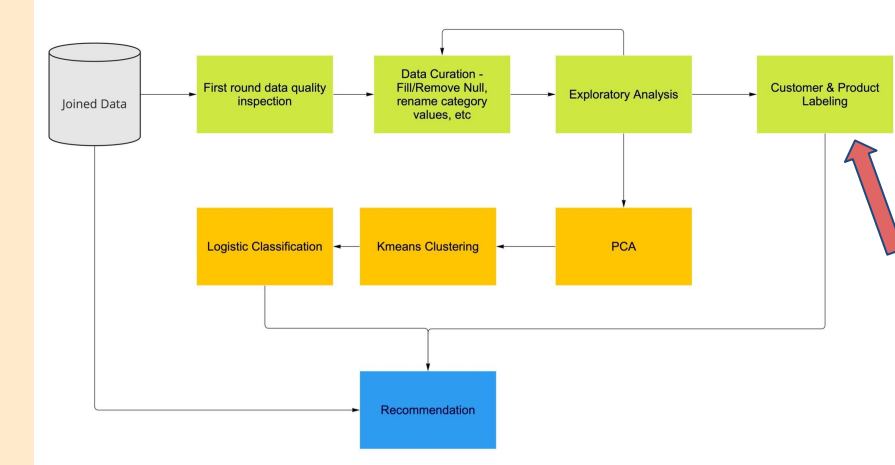 Joined Data
First round data quality
inspection
Data Curation -
Fill/Remove Null,
rename category
values, etc
Exploratory Analysis
Customer & Product
Labeling
Logistic Classification
Kmeans Clustering
PCA
Recommendation